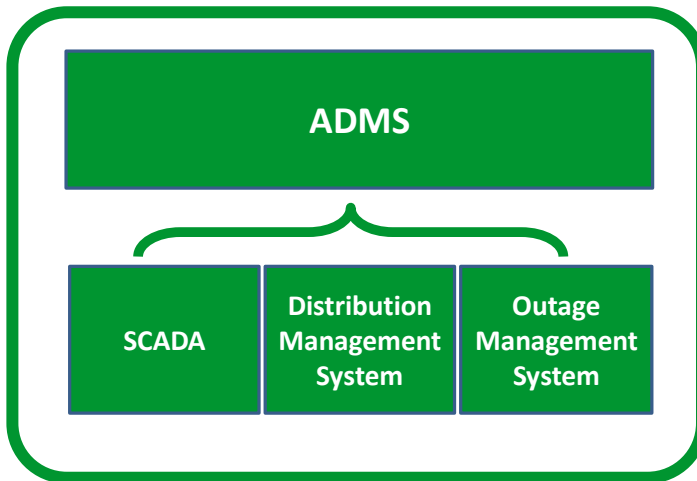 ADMS
SCADA
Distribution
Management
System
Outage
Management
System